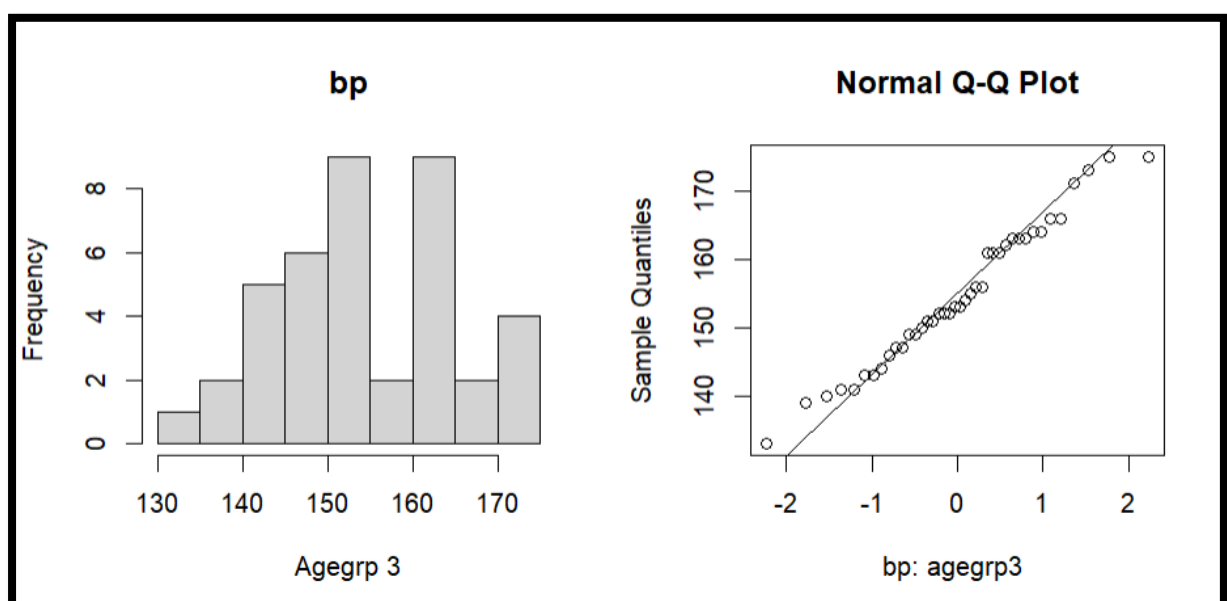 bp
Frequency
8
6
4
2
0
130 140 150 160 170
Agegrp 3
Normal Q-Q Plot
Sample Quantiles
170
160
150
140
-2 -1 0 1 2
bp: agegrp3